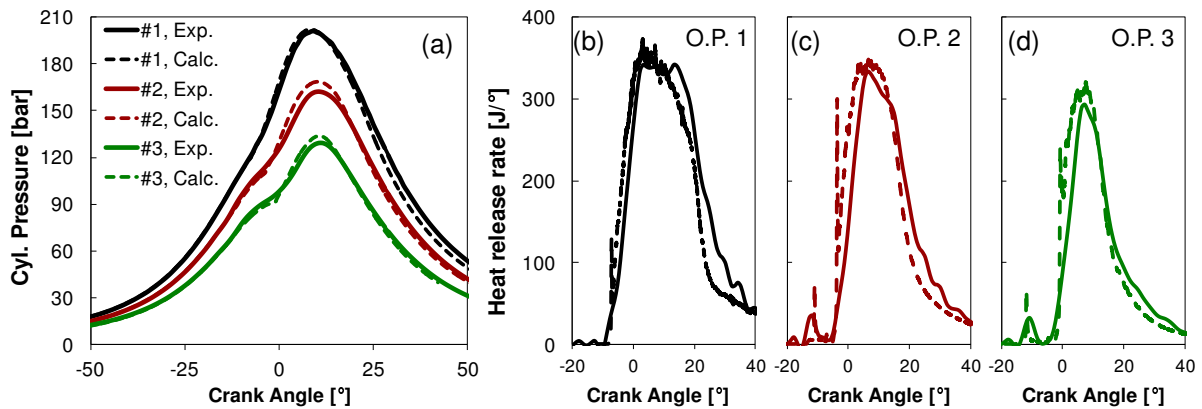 Cyl. Pressure [bar]
210
180
150
120
90
60
30
0
#1, Exp.
#1, Calc.
#2, Exp.
#2, Calc.
#3, Exp.
#3, Calc.
(a)
-50
-25
0
25
50
Crank Angle [°]
Heat release rate [J/°]
400
300
200
100
0
(b)
O.P. 1
-20
0
20
40
Crank Angle [°]
(c)
O.P. 2
-20
0
20
40
Crank Angle [°]
(d)
O.P. 3
-20
0
20
40
Crank Angle [°]